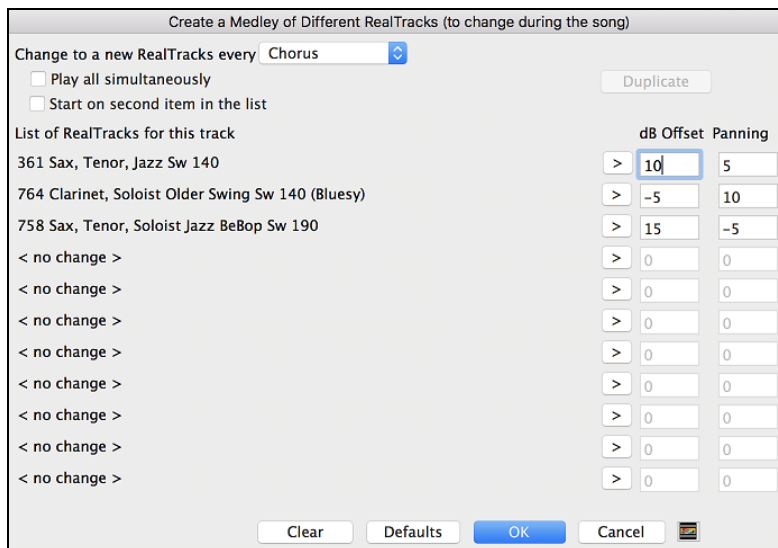 Create a Medley of Different RealTracks (to change during the song)
Change to a new RealTracks every Chorus
Play all simultaneously Duplicate
Start on second item in the list
List of RealTracks for this track dB Offset Panning
361 Sax, Tenor, Jazz Sw 140 > 10 5
764 Clarinet, Soloist Older Swing Sw 140 (Bluesy) > -5 10
758 Sax, Tenor, Soloist Jazz BeBop Sw 190 > 15 -5
< no change > > 0 0
< no change > > 0 0
< no change > > 0 0
< no change > > 0 0
< no change > > 0 0
< no change > > 0 0
< no change > > 0 0
< no change > > 0 0
Clear Defaults OK Cancel